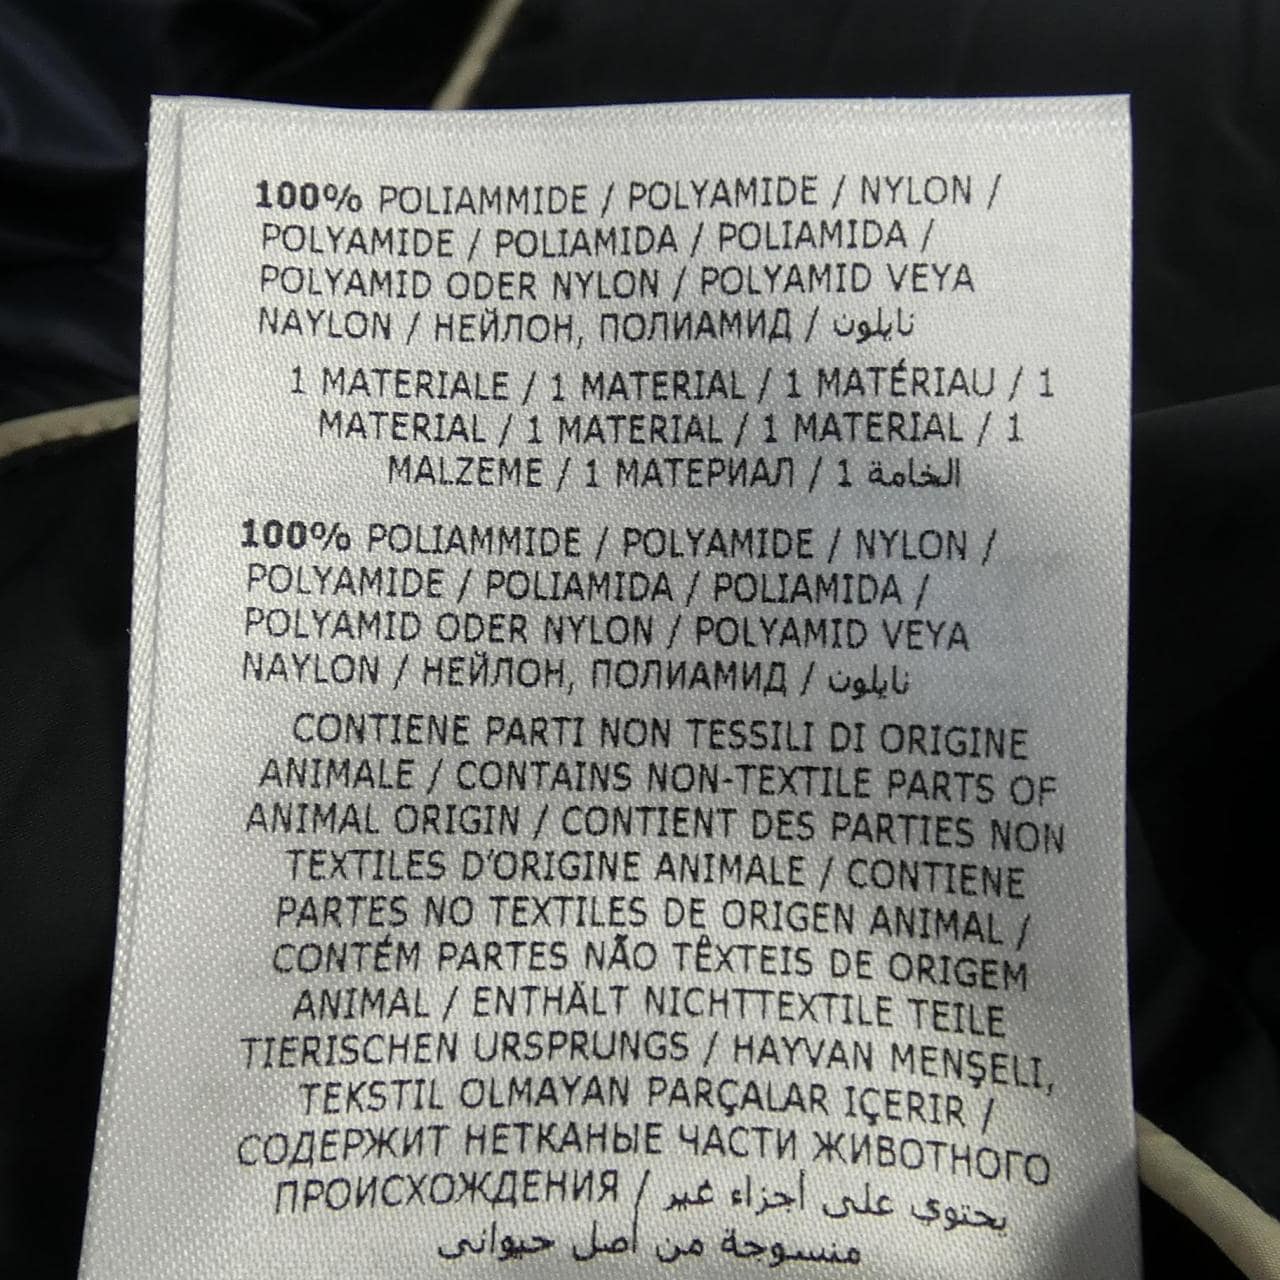 100% POLIAMMIDE / POLYAMIDE / NYLON /
POLYAMIDE / POLIAMIDA / POLIAMIDA /
POLYAMID ODER NYLON / POLYAMID VEYA
NAYLON / НЕЙЛОН, ПОЛИАМИД / نايلون
1 MATERIALE / 1 MATERIAL / 1 MATÉRIAU / 1
MATERIAL / 1 MATERIAL / 1 MATERIAL / 1
MALZEME / 1 МАТЕРИАЛ / 1 الخامة
100% POLIAMMIDE / POLYAMIDE / NYLON /
POLYAMIDE / POLIAMIDA / POLIAMIDA /
POLYAMID ODER NYLON / POLYAMID VEYA
NAYLON / НЕЙЛОН, ПОЛИАМИД / نايلون
CONTIENE PARTI NON TESSILI DI ORIGINE
ANIMALE / CONTAINS NON-TEXTILE PARTS OF
ANIMAL ORIGIN / CONTIENT DES PARTIES NON
TEXTILES D'ORIGINE ANIMALE / CONTIENE
PARTES NO TEXTILES DE ORIGEN ANIMAL /
CONTÉM PARTES NÃO TÊXTEIS DE ORIGEM
ANIMAL / ENTHÄLT NICHTTEXTILE TEILE
TIERISCHEN URSPRUNGS / HAYVAN MENŞELI,
TEKSTIL OLMAYAN PARÇALAR IÇERIR /
СОДЕРЖИТ НЕТКАНЫЕ ЧАСТИ ЖИВОТНОГО
ПРОИСХОЖДЕНИЯ / يحتوي على أجزاء غير
منسوجة من أصل حيواني